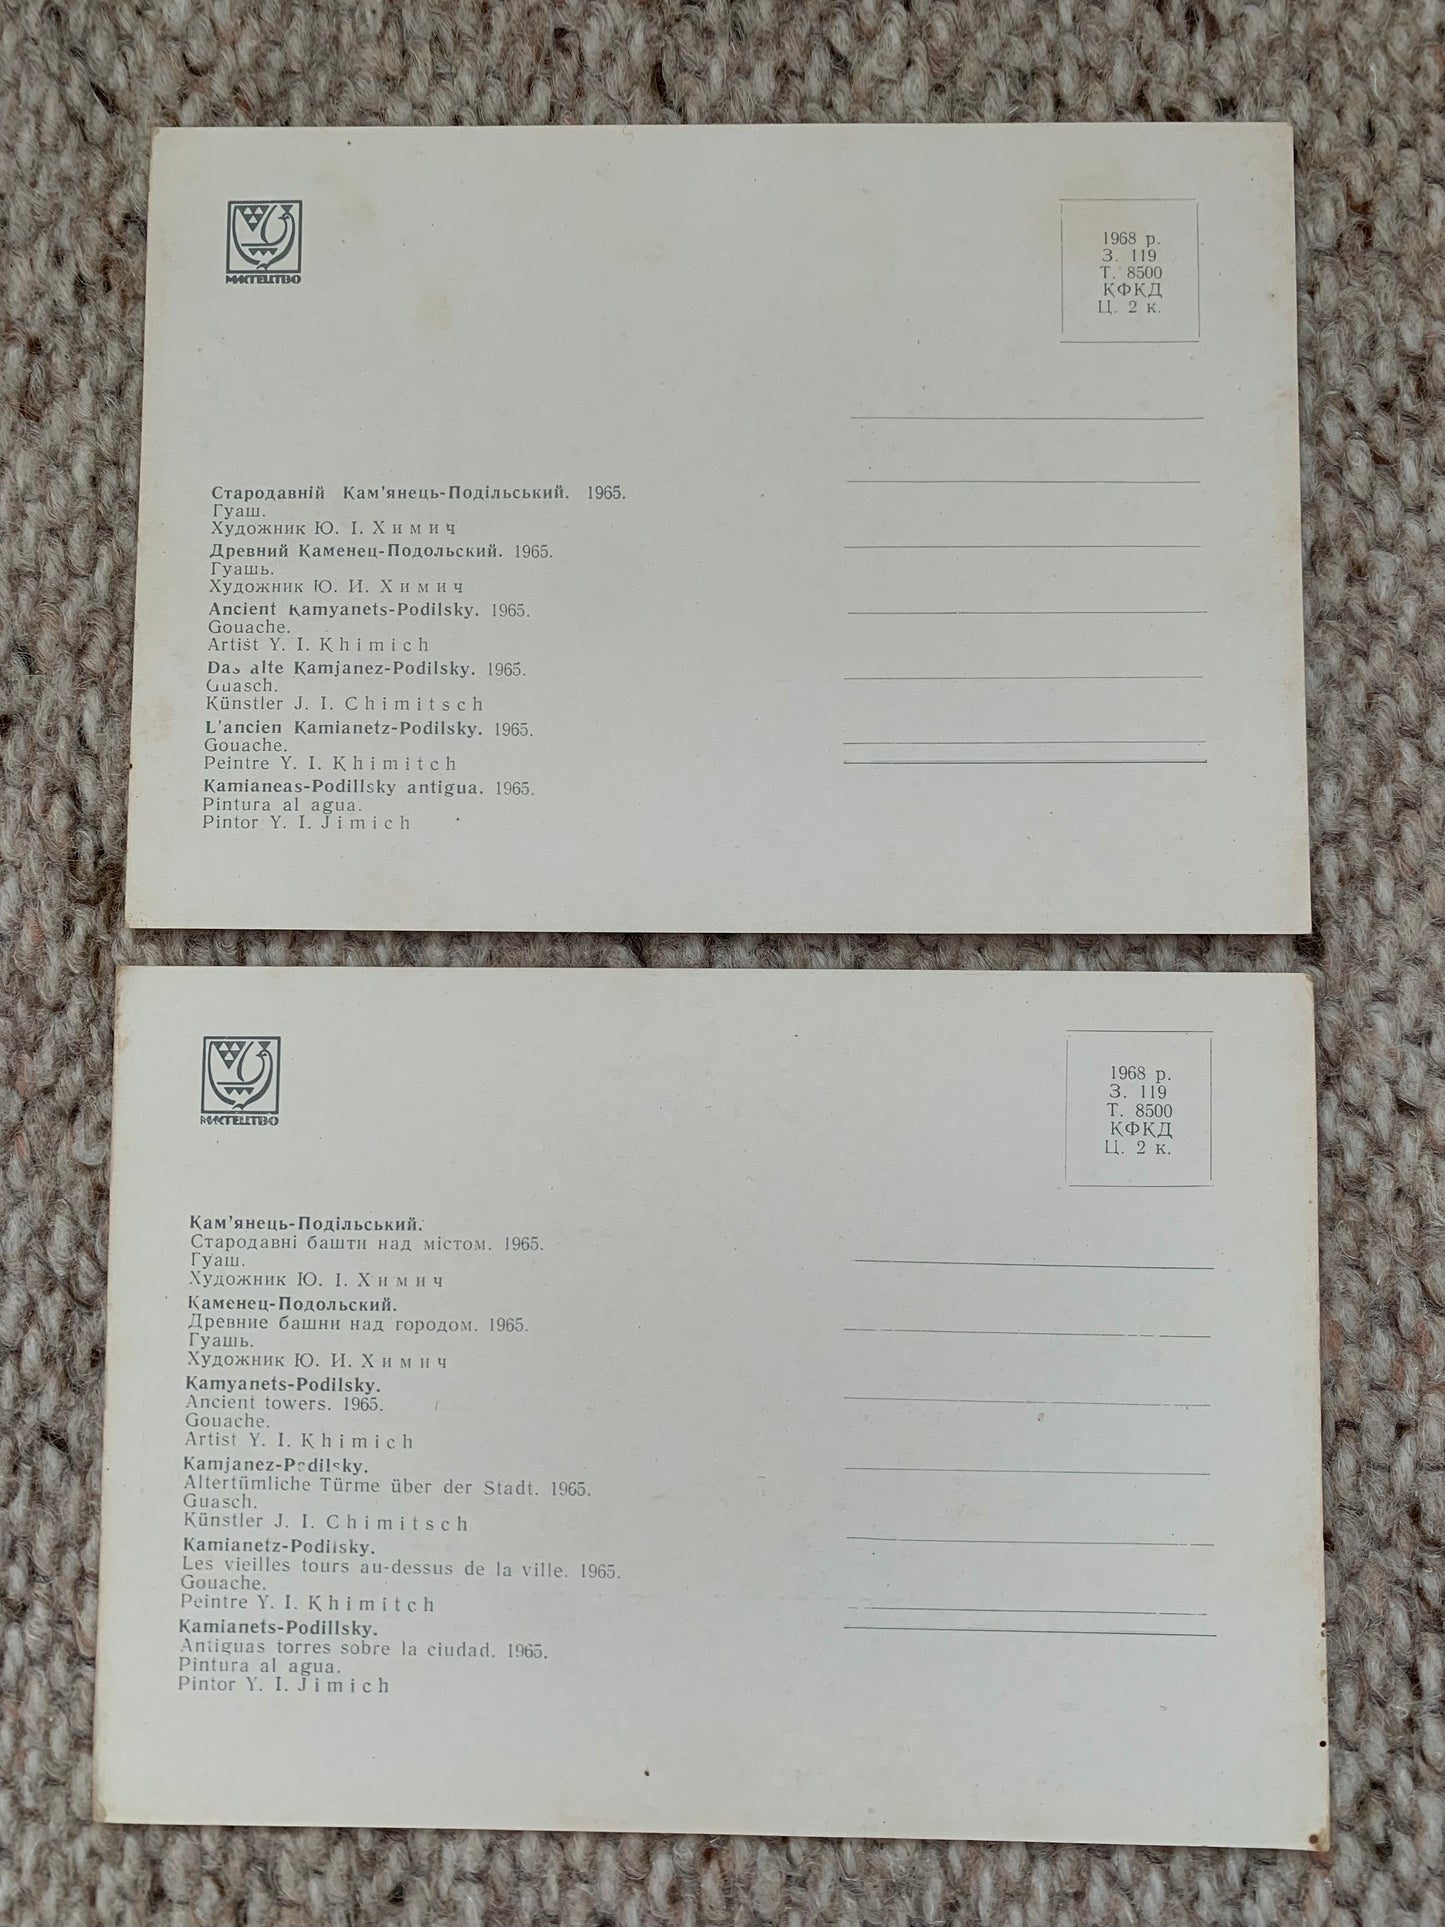 МИСТЕЦТВО
1968 р.
З. 119
Т. 8500
КФКД
Ц. 2 к.
Стародавній Кам'янець-Подільський. 1965.
Гуаш.
Художник Ю. І. Химич
Древний Каменец-Подольский. 1965.
Гуашь.
Художник Ю. И. Химич
Ancient Kamyanets-Podilsky. 1965.
Gouache.
Artist Y. I. Khimich
Das alte Kamjanez-Podilsky. 1965.
Guasch.
Künstler J. I. Chimitsch
L'ancien Kamianetz-Podilsky. 1965.
Gouache.
Peintre Y. I. Khimitch
Kamianeas-Podillsky antigua. 1965.
Pintura al agua.
Pintor Y. I. Jimich
МИСТЕЦТВО
1968 р.
З. 119
Т. 8500
КФКД
Ц. 2 к.
Кам'янець-Подільський.
Стародавні башти над містом. 1965.
Гуаш.
Художник Ю. І. Химич
Каменец-Подольский.
Древние башни над городом. 1965.
Гуашь.
Художник Ю. И. Химич
Kamyanets-Podilsky.
Ancient towers. 1965.
Gouache.
Artist Y. I. Khimich
Kamjanez-Podilsky.
Altertümliche Türme über der Stadt. 1965.
Guasch.
Künstler J. I. Chimitsch
Kamianetz-Podilsky.
Les vieilles tours au-dessus de la ville. 1965.
Gouache.
Peintre Y. I. Khimitch
Kamianets-Podillsky.
Antiguas torres sobre la ciudad. 1965.
Pintura al agua.
Pintor Y. I. Jimich